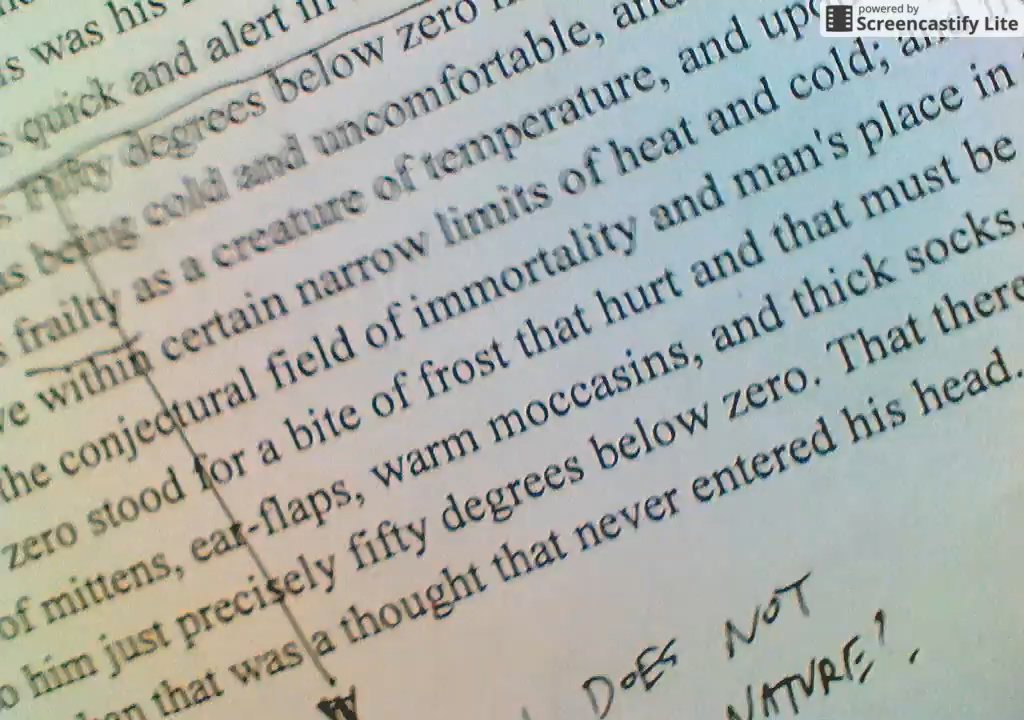 powered by
Screencastify Lite
was his
quick and alert in
Fifty degrees below zero
being cold and uncomfortable, and
frailty as a creature of temperature, and
within certain narrow limits of heat and cold; and
the conjectural field of immortality and man's place in
zero stood for a bite of frost that hurt and that must be
of mittens, ear-flaps, warm moccasins, and thick socks.
him just precisely fifty degrees below zero. That there
that was a thought that never entered his head.
DOES NOT
NATURE!